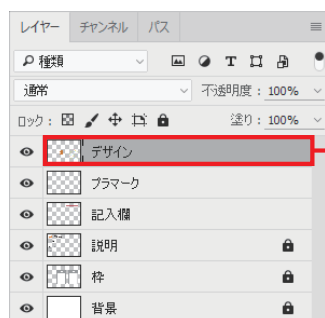 レイヤー チャンネル パス
種類
通常 不透明度： 100%
ロック： 塗り： 100%
デザイン
プラマーク
記入欄
説明
枠
背景